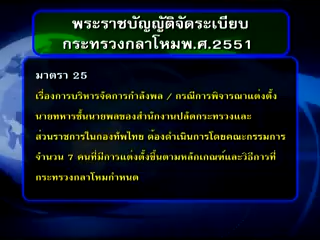 พระราชบัญญัติจัดระเบียบ
กระทรวงกลาโหมพ.ศ.2551
มาตรา 25
เรื่องการบริหารจัดการกำลังพล / กรณีการพิจารณาแต่งตั้ง
นายทหารชั้นนายพลของสำนักงานปลัดกระทรวงและ
ส่วนราชการในกองทัพไทย ต้องดำเนินการโดยคณะกรรมการ
จำนวน 7 คนที่มีการแต่งตั้งขึ้นตามหลักเกณฑ์และวิธีการที่
กระทรวงกลาโหมกำหนด